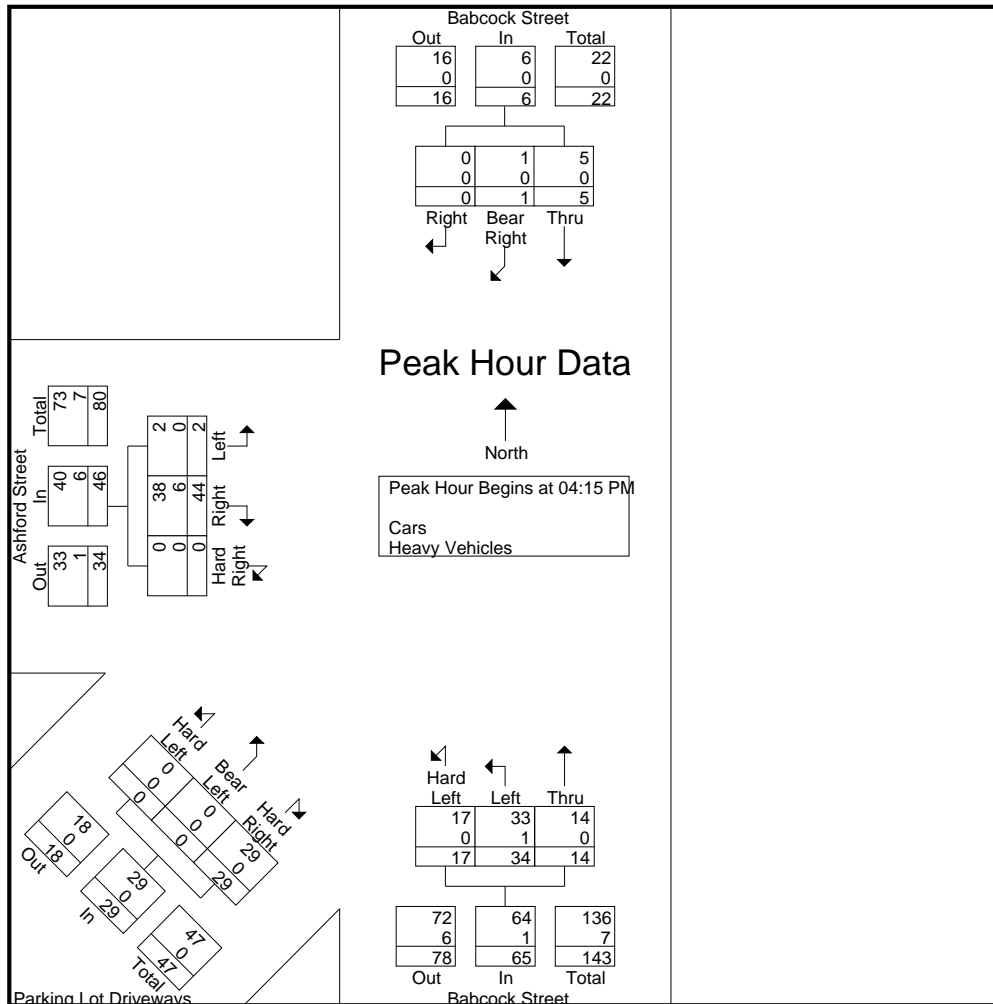 Babcock Street
Out In Total
16 6 22
0 0 0
16 6 22
0 1 5
0 0 0
0 1 5
Right Bear Right Thru
Peak Hour Data
North
Peak Hour Begins at 04:15 PM
Cars
Heavy Vehicles
Ashford Street
Total
73
7
80
In
40
6
46
Out
33
1
34
2
0
2
Left
38
6
44
Right
0
0
0
Hard
Right
Hard
Left
0
0
0
Bear
Left
0
0
0
Hard
Right
29
0
29
18
0
18
Out
29
0
29
In
47
0
47
Total
Parking Lot Driveways
Hard
Left Left Thru
17 33 14
0 1 0
17 34 14
72 64 136
6 1 7
78 65 143
Out In Total
Babcock Street